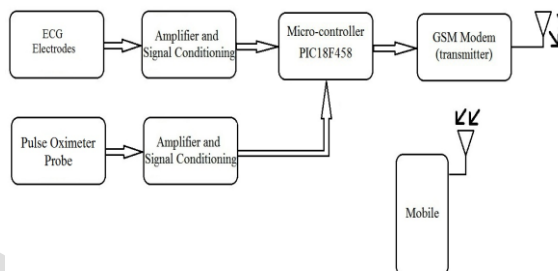 ECG
Electrodes
Amplifier and
Signal Conditioning
Micro-controller
PIC18F458
GSM Modem
(transmitter)
Pulse Oximeter
Probe
Amplifier and
Signal Conditioning
Mobile